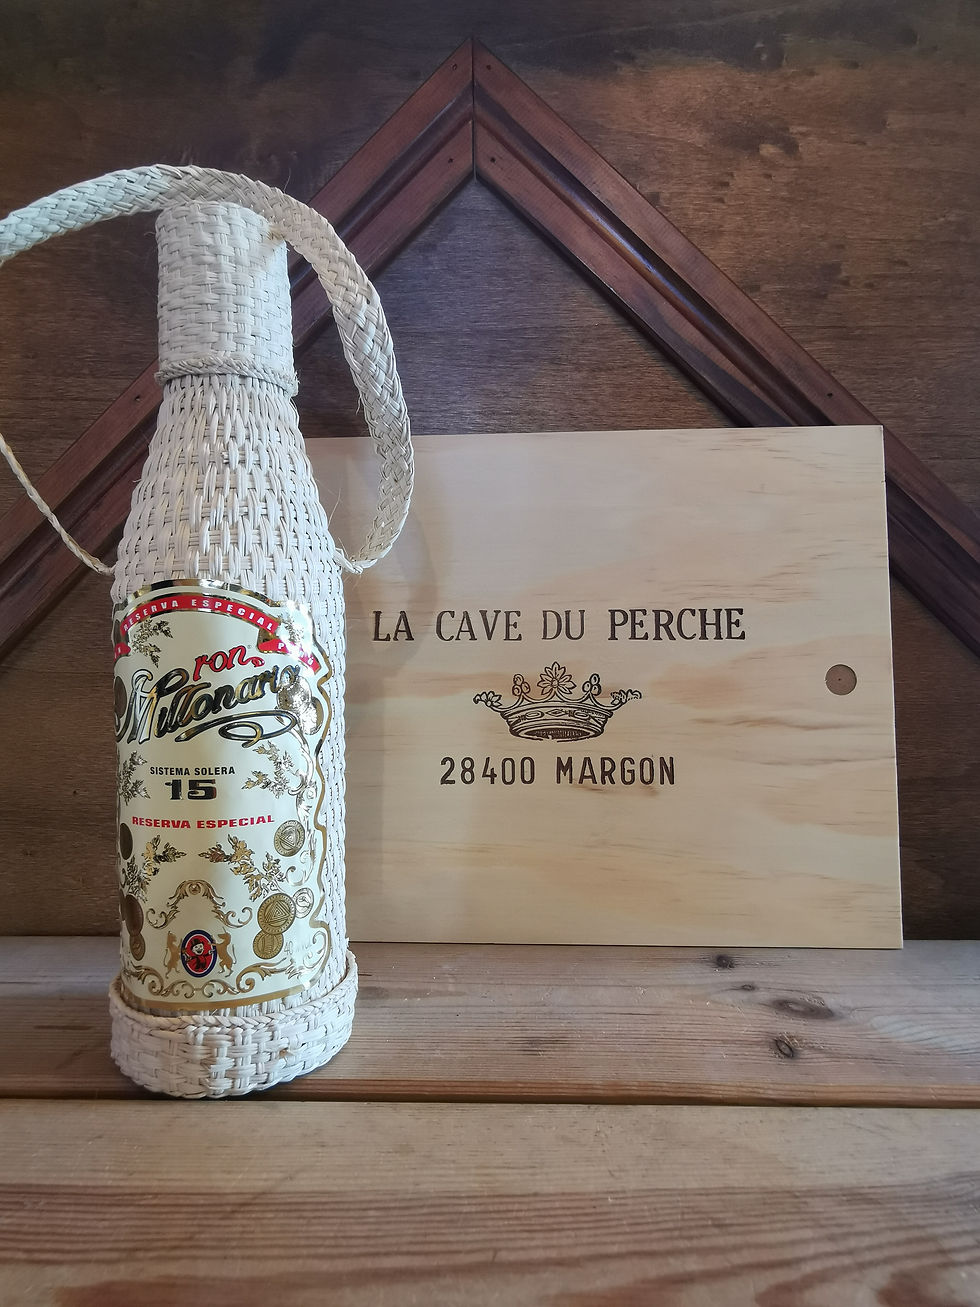 RESERVA ESPECIAL
ron
Millonario
SISTEMA SOLERA
15
RESERVA ESPECIAL
LA CAVE DU PERCHE
28400 MARGON